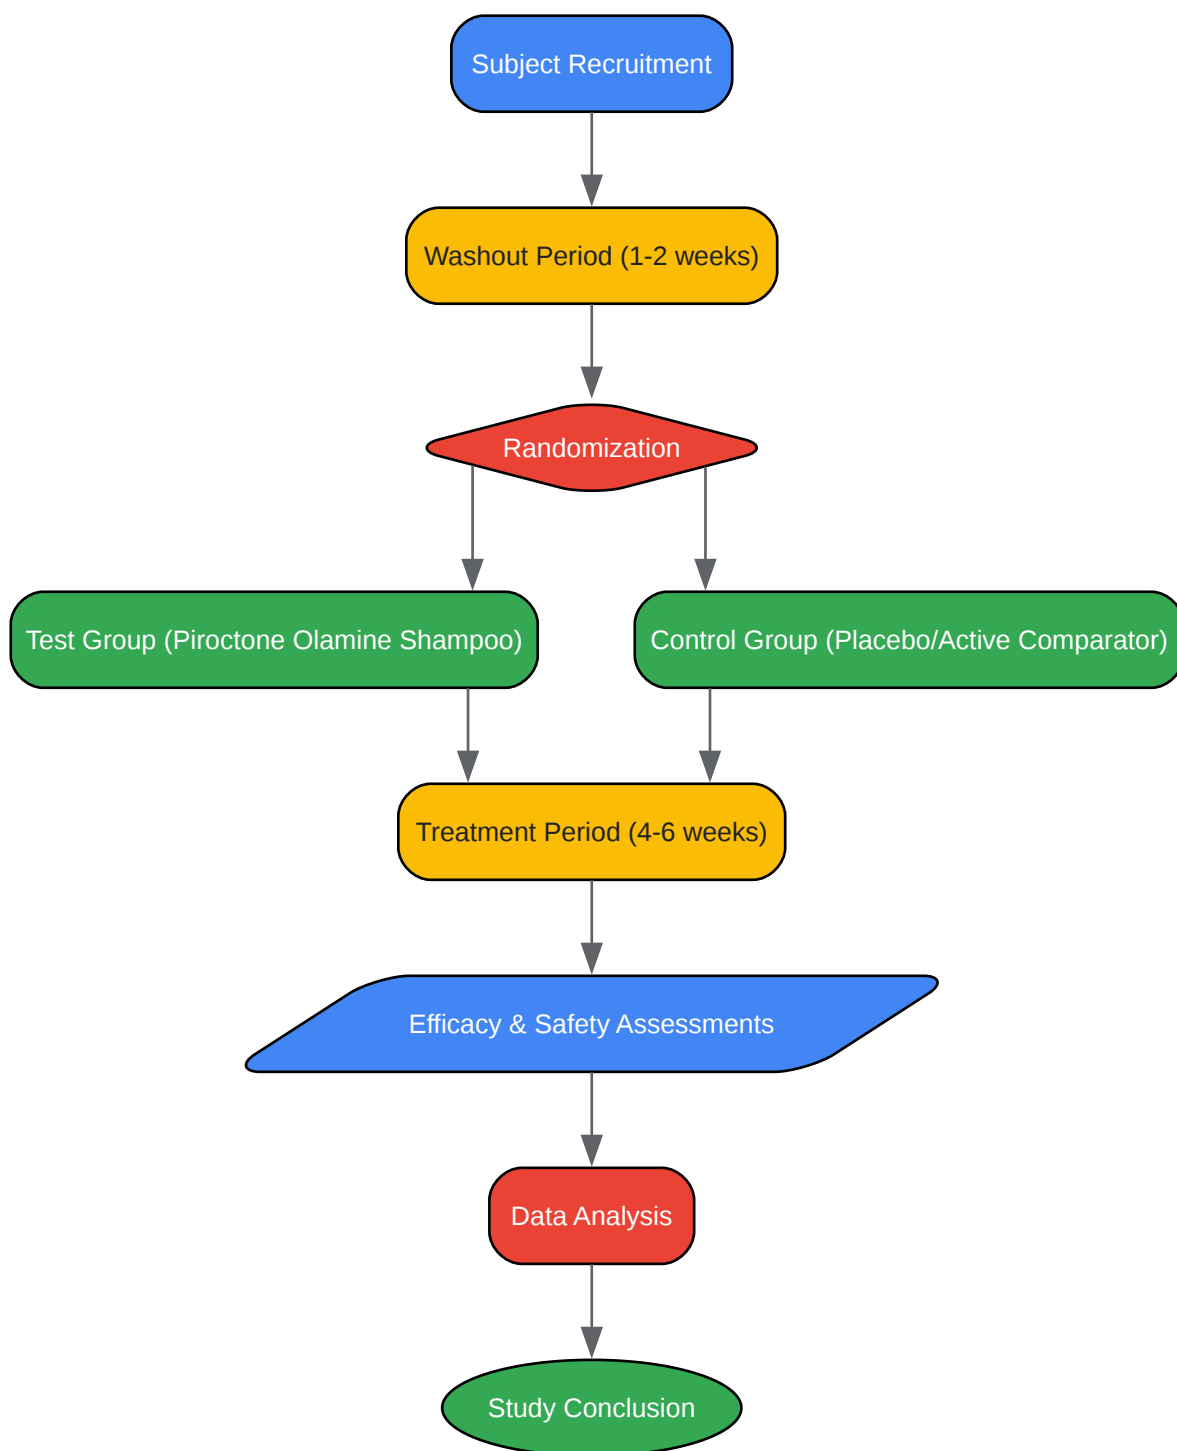 Subject Recruitment
Washout Period (1-2 weeks)
Randomization
Test Group (Piroctone Olamine Shampoo)
Control Group (Placebo/Active Comparator)
Treatment Period (4-6 weeks)
Efficacy & Safety Assessments
Data Analysis
Study Conclusion